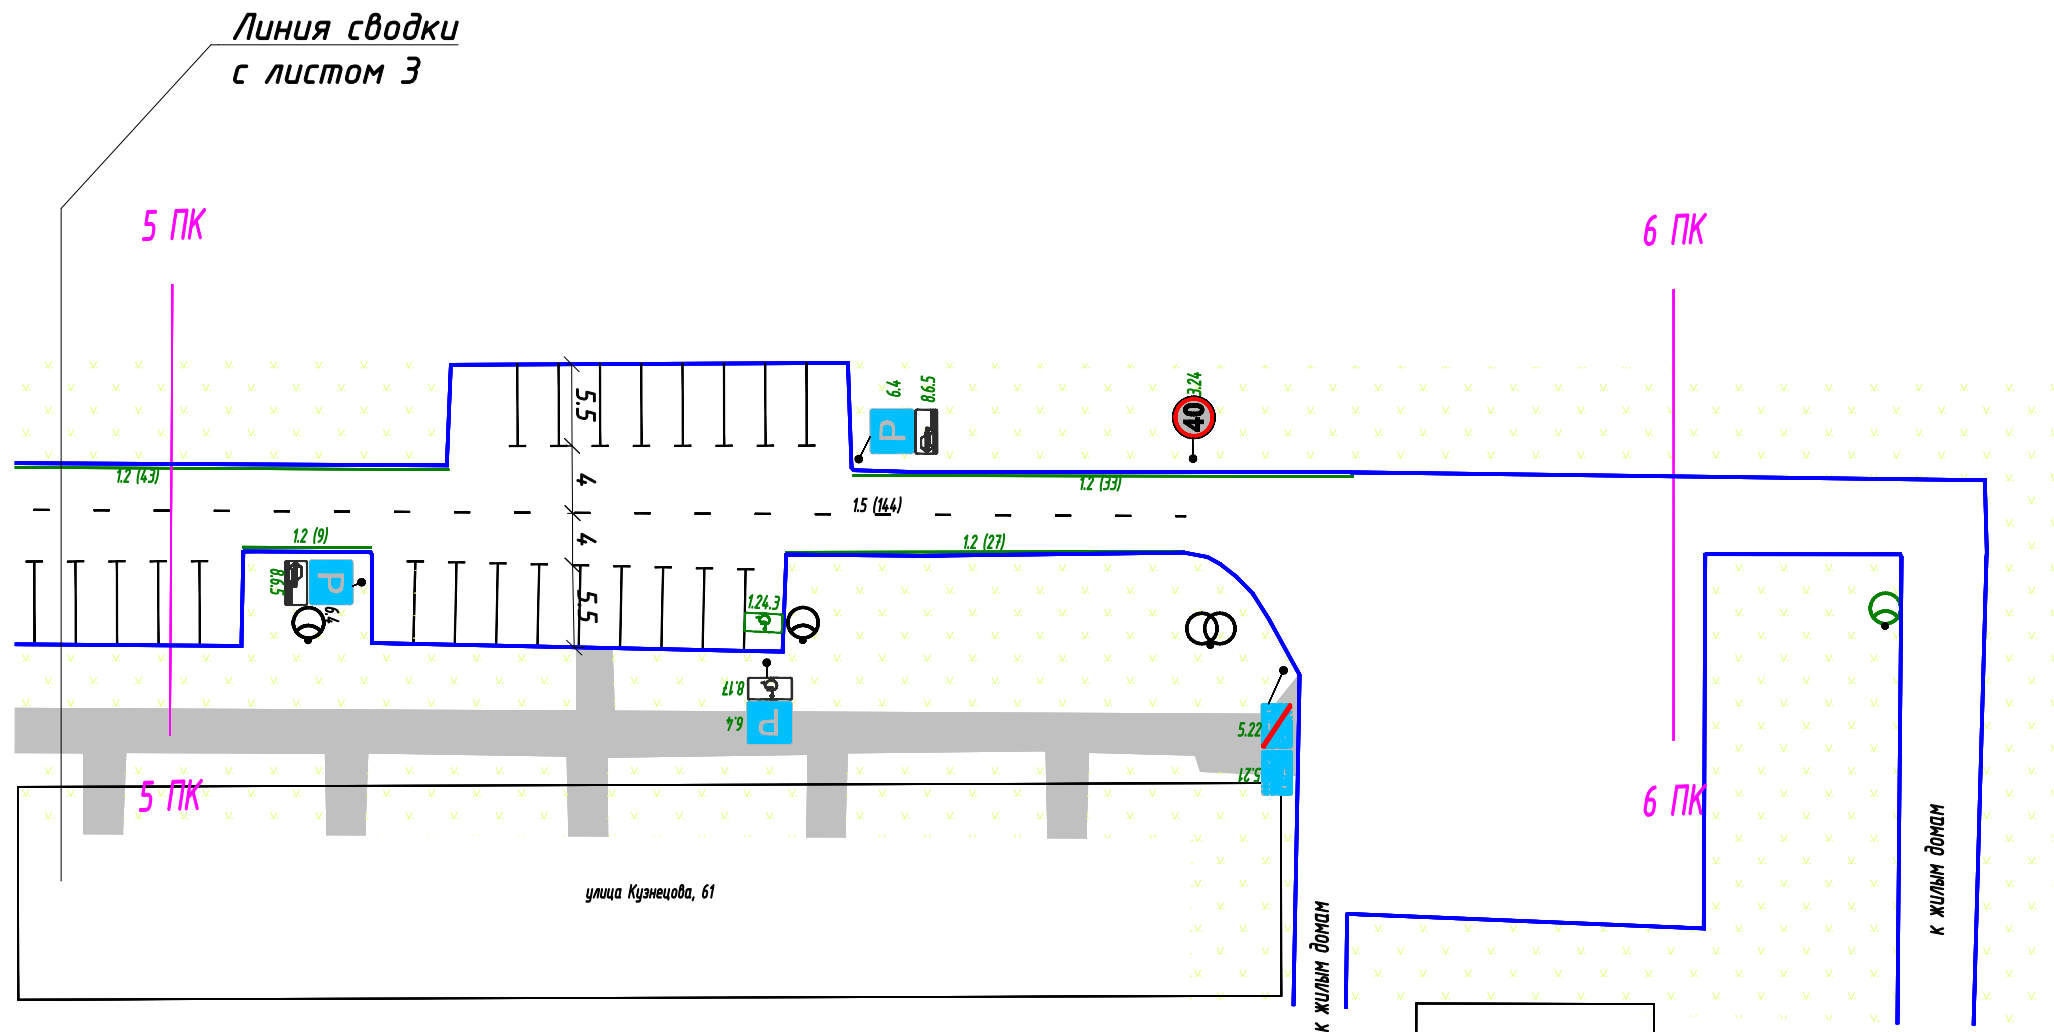 Линия сводки
с листом 3
5 ПК
6 ПК
6.4
8.6.5
3.24
40
P
5.5
1.2 (43)
4
1.2 (33)
1.5 (144)
1.2 (9)
4
1.2 (27)
8.6.5
P
6.4
5.5
1.24.3
8.17
6.4
P
5.22
5.21
5 ПК
6 ПК
улица Кузнецова, 61
к жилым домам
к жилым домам